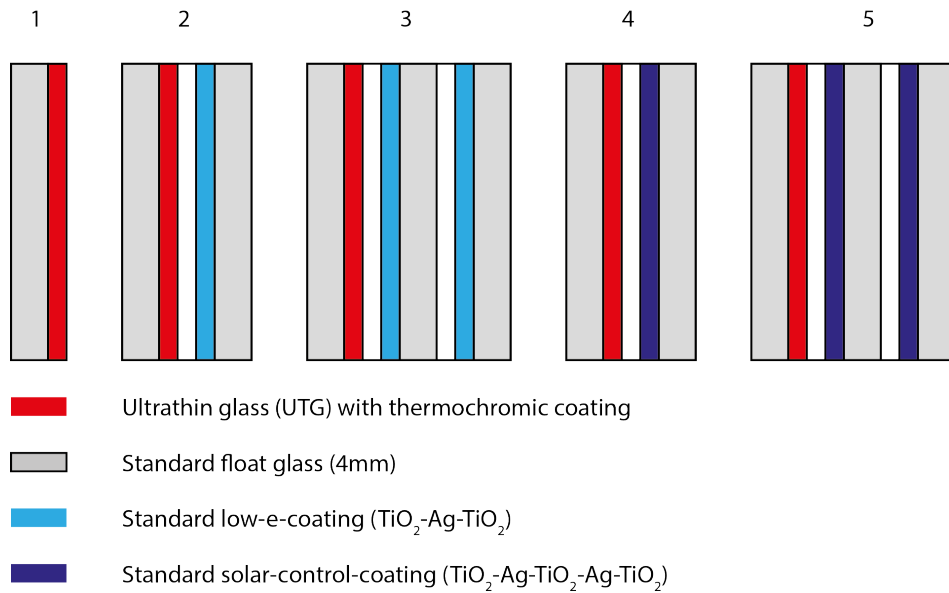 1 2 3 4 5
Ultrathin glass (UTG) with thermochromic coating
Standard float glass (4mm)
Standard low-e-coating (TiO₂-Ag-TiO₂)
Standard solar-control-coating (TiO₂-Ag-TiO₂-Ag-TiO₂)